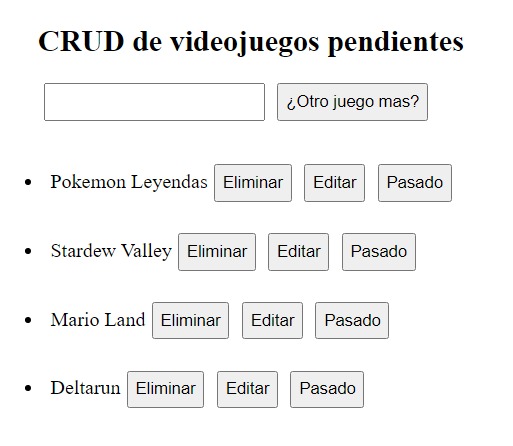 CRUD de videojuegos pendientes
¿Otro juego mas?
Pokemon Leyendas Eliminar Editar Pasado
Stardew Valley Eliminar Editar Pasado
Mario Land Eliminar Editar Pasado
Deltarun Eliminar Editar Pasado